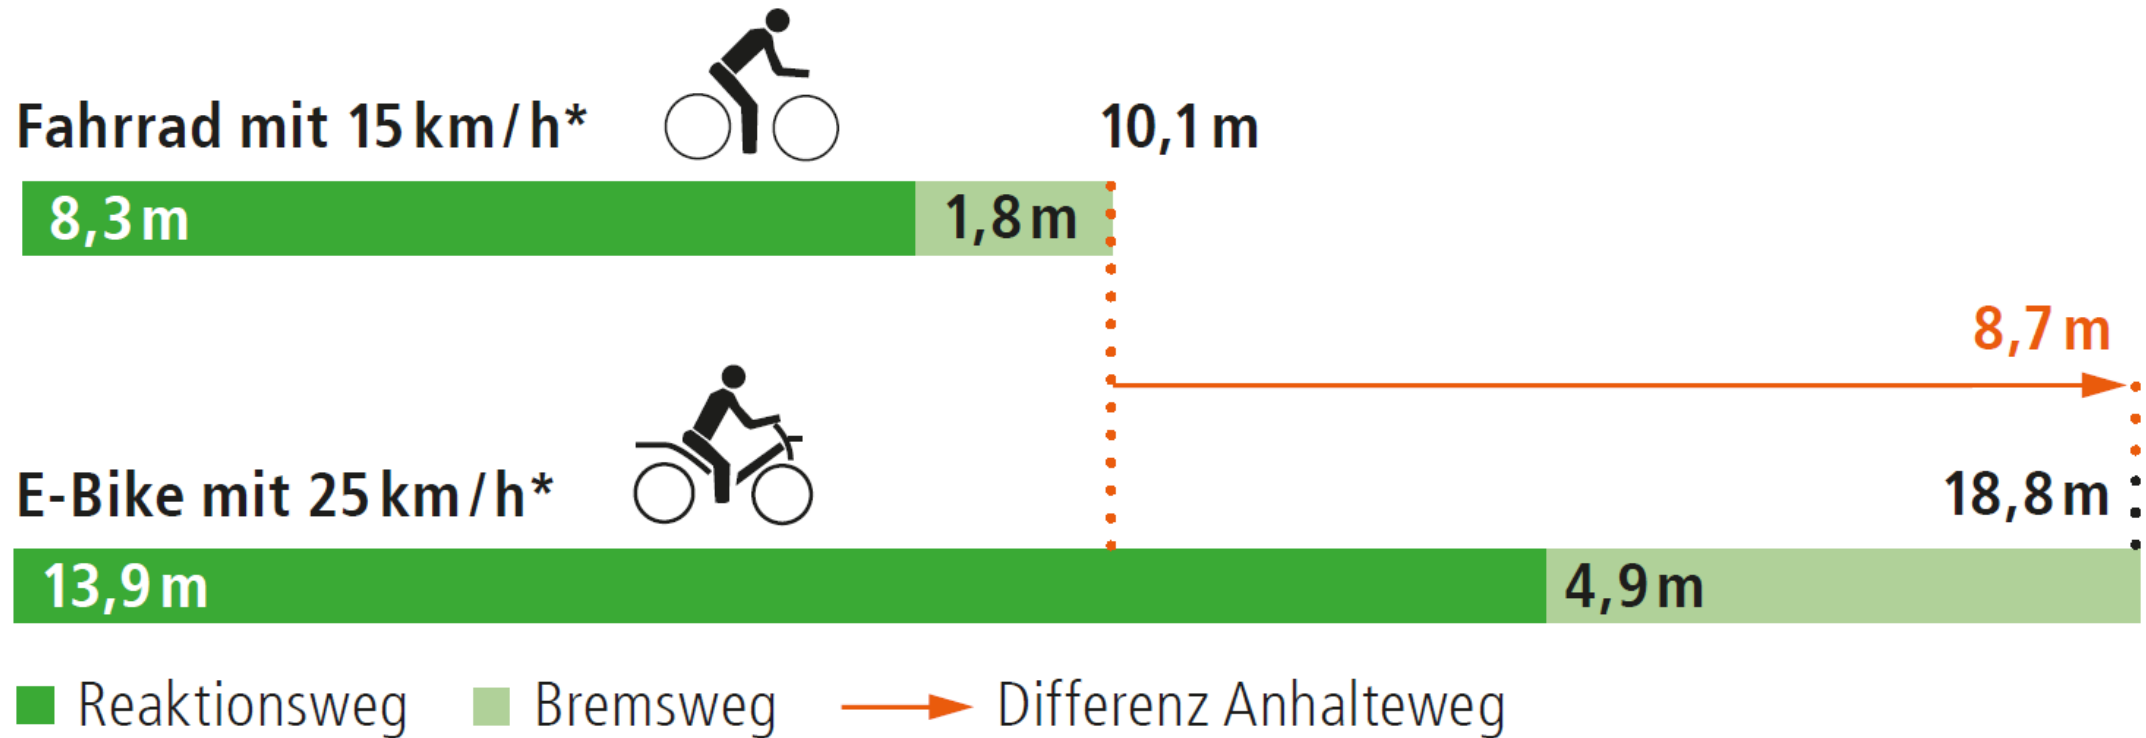 Fahrrad mit 15 km/h*
10,1 m
8,3 m
1,8 m
8,7 m
E-Bike mit 25 km/h*
18,8 m
13,9 m
4,9 m
Reaktionsweg
Bremsweg
Differenz Anhalteweg